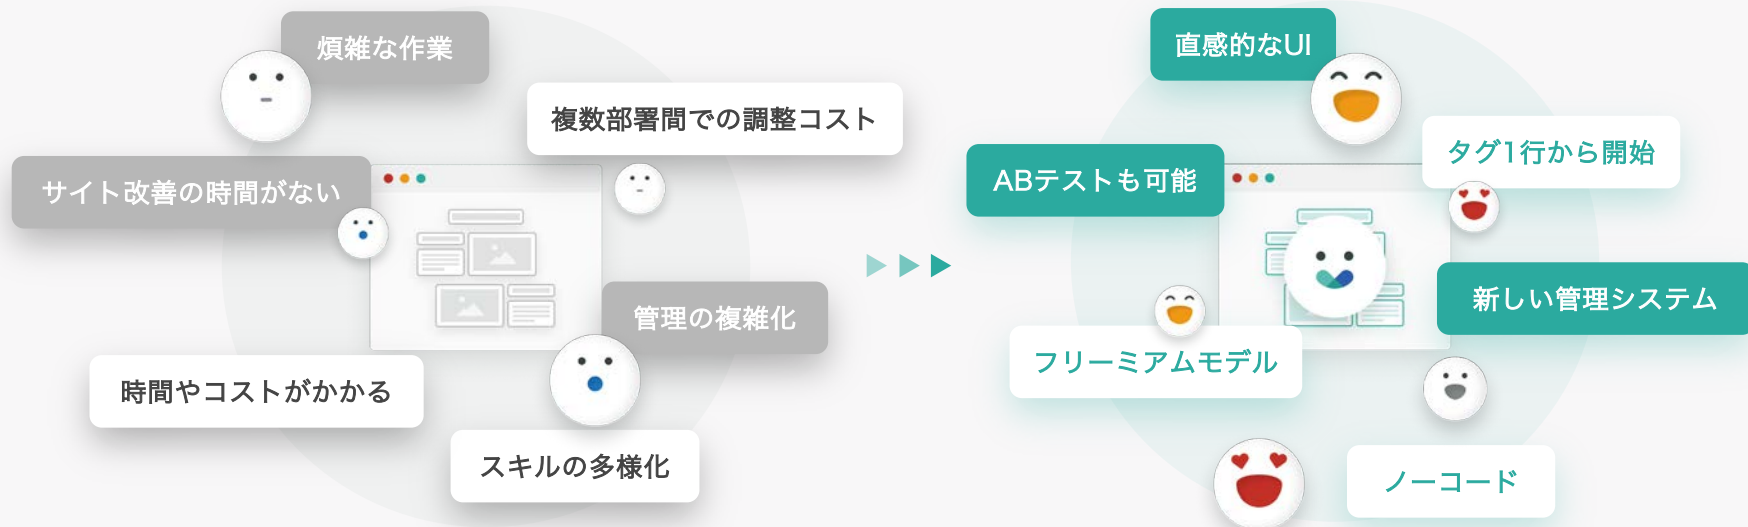 煩雑な作業
複数部署間での調整コスト
サイト改善の時間がない
管理の複雑化
時間やコストがかかる
スキルの多様化
直感的なUI
タグ1行から開始
ABテストも可能
新しい管理システム
フリーミアムモデル
ノーコード